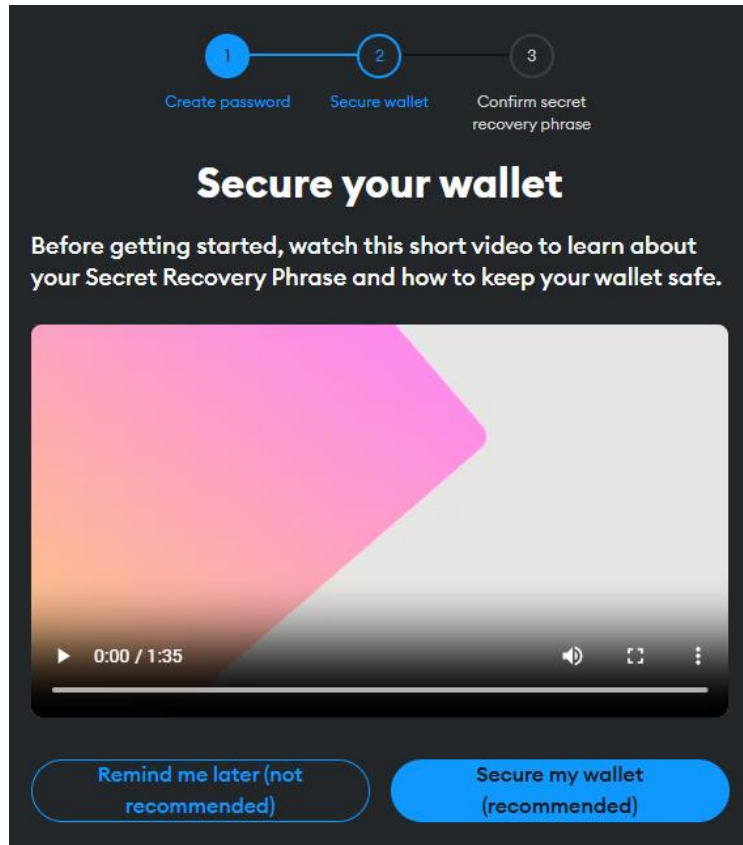 1 2 3
Create password Secure wallet Confirm secret
recovery phrase
Secure your wallet
Before getting started, watch this short video to learn about
your Secret Recovery Phrase and how to keep your wallet safe.
0:00 / 1:35
Remind me later (not
recommended)
Secure my wallet
(recommended)